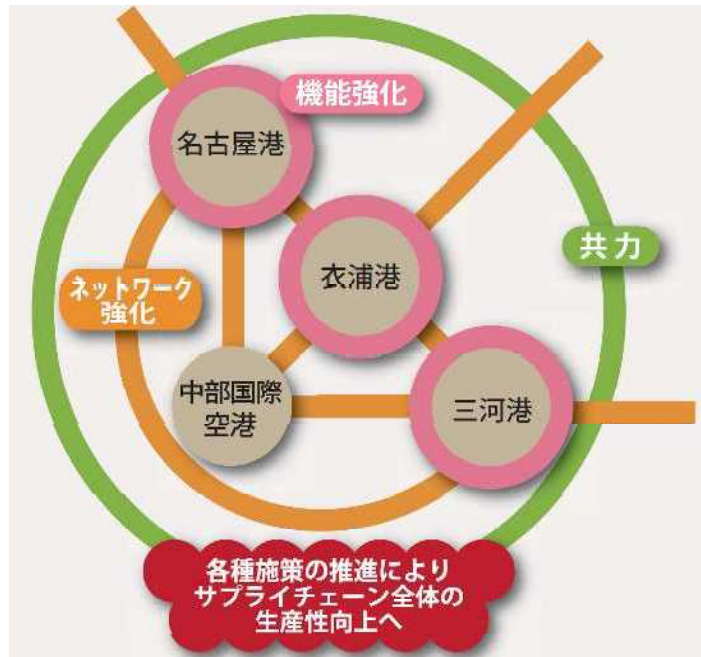 機能強化
名古屋港
共力
衣浦港
ネットワーク
強化
中部国際
空港
三河港
各種施策の推進により
サプライチェーン全体の
生産性向上へ